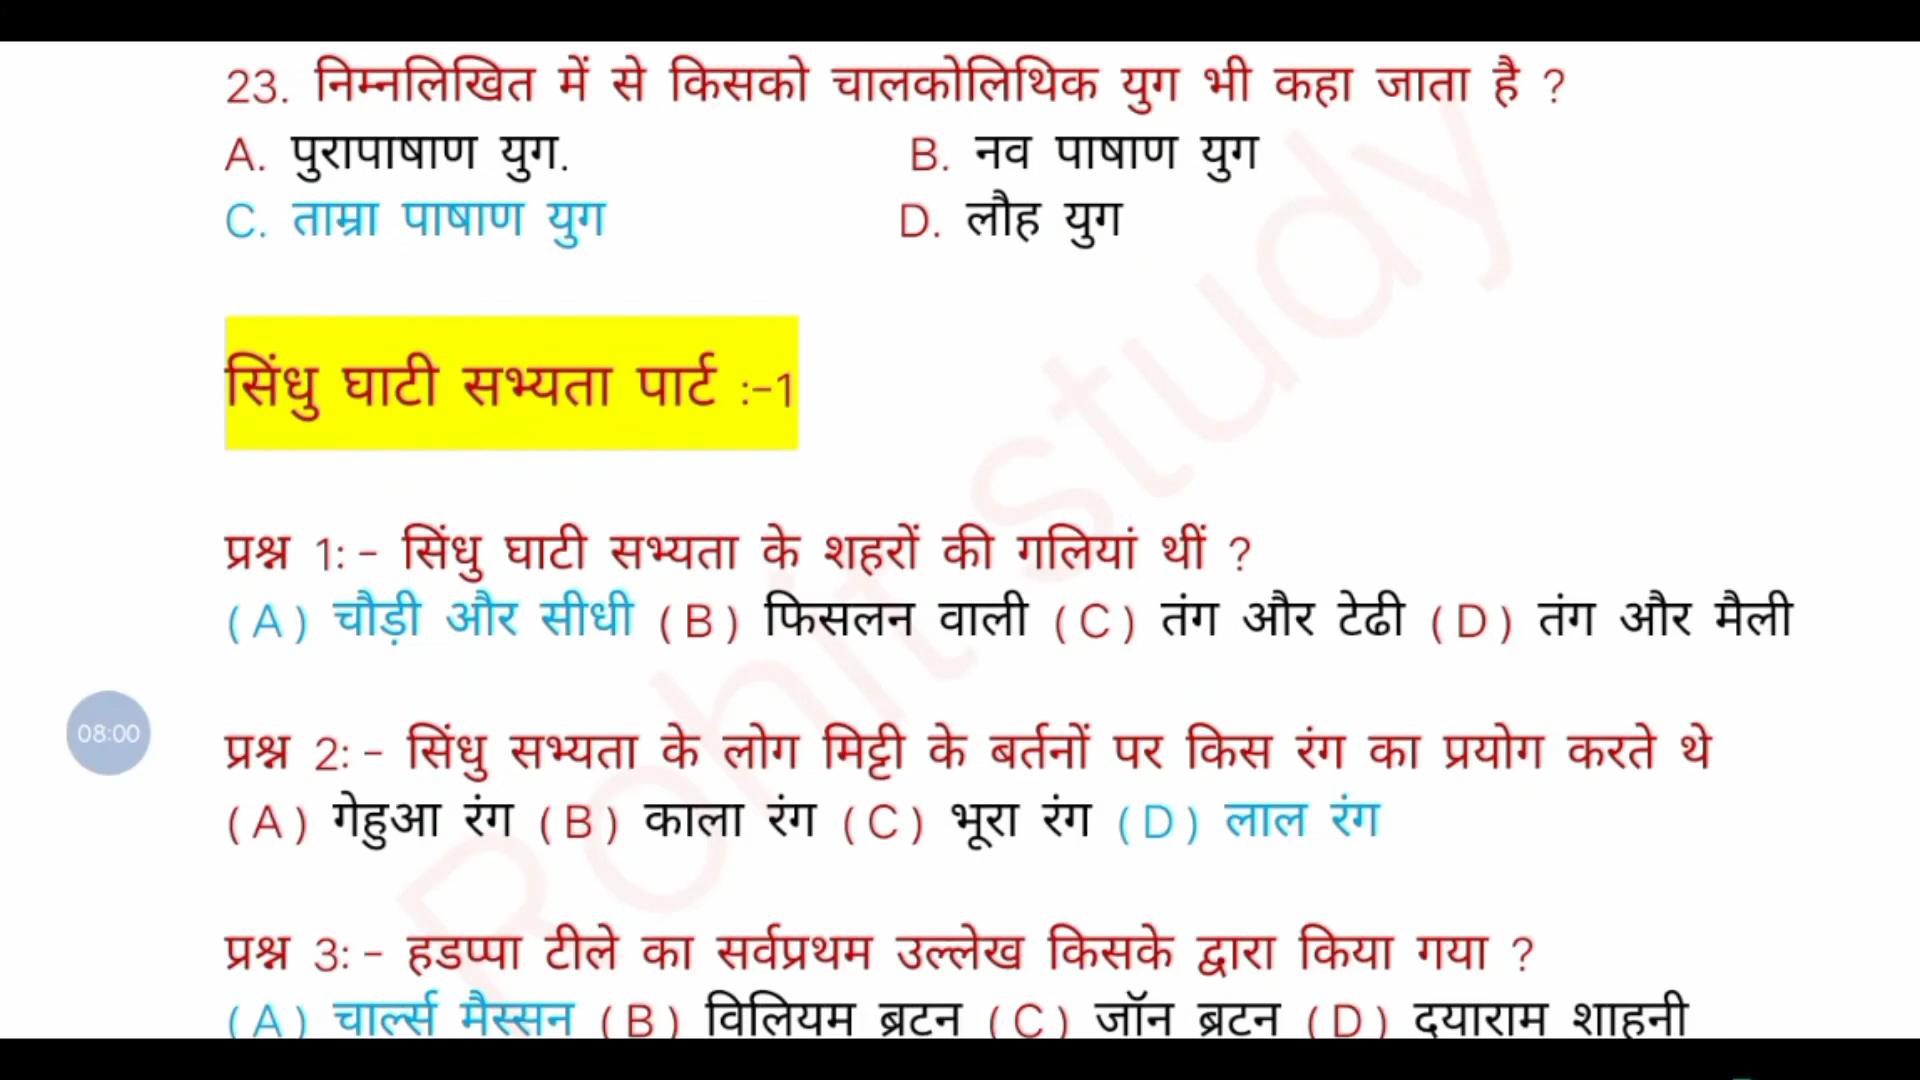 23. निम्नलिखित में से किसको चालकोलिथिक युग भी कहा जाता है ?
A. पुरापाषाण युग. B. नव पाषाण युग
C. ताम्रा पाषाण युग D. लौह युग
सिंधु घाटी सभ्यता पार्ट :-1
प्रश्न 1:- सिंधु घाटी सभ्यता के शहरों की गलियां थीं ?
(A) चौड़ी और सीधी (B) फिसलन वाली (C) तंग और टेढी (D) तंग और मैली
08:00
प्रश्न 2:- सिंधु सभ्यता के लोग मिट्टी के बर्तनों पर किस रंग का प्रयोग करते थे
(A) गेहुआ रंग (B) काला रंग (C) भूरा रंग (D) लाल रंग
प्रश्न 3:- हडप्पा टीले का सर्वप्रथम उल्लेख किसके द्वारा किया गया ?
(A) चार्ल्स मैस्सन (B) विलियम ब्रटन (C) जॉन ब्रटन (D) दयाराम शाहनी
Rohit study